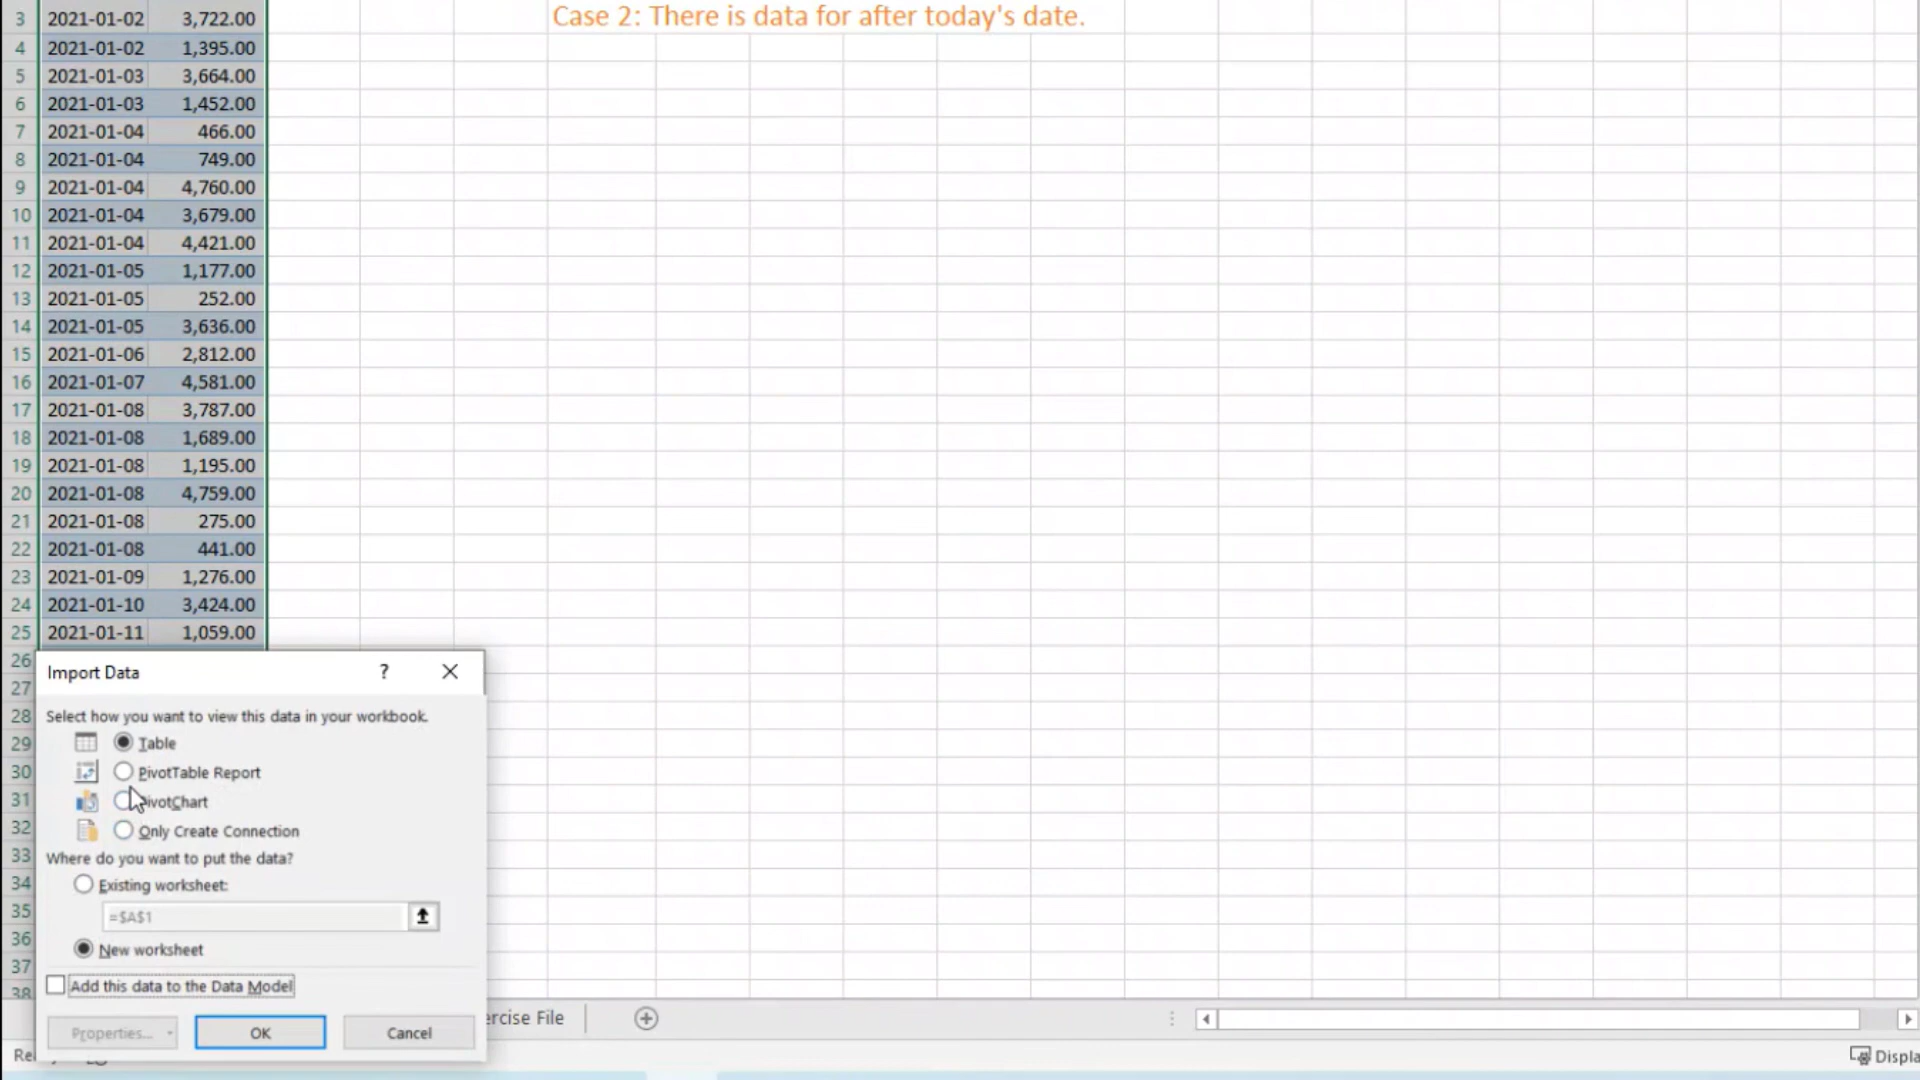 3 2021-01-02 3,722.00 Case 2: There is data for after today's date.
4 2021-01-02 1,395.00
5 2021-01-03 3,664.00
6 2021-01-03 1,452.00
7 2021-01-04 466.00
8 2021-01-04 749.00
9 2021-01-04 4,760.00
10 2021-01-04 3,679.00
11 2021-01-04 4,421.00
12 2021-01-05 1,177.00
13 2021-01-05 252.00
14 2021-01-05 3,636.00
15 2021-01-06 2,812.00
16 2021-01-07 4,581.00
17 2021-01-08 3,787.00
18 2021-01-08 1,689.00
19 2021-01-08 1,195.00
20 2021-01-08 4,759.00
21 2021-01-08 275.00
22 2021-01-08 441.00
23 2021-01-09 1,276.00
24 2021-01-10 3,424.00
25 2021-01-11 1,059.00
26
27
28
29
30
31
32
33
34
35
36
37
38
Import Data ?
Select how you want to view this data in your workbook.
Table
PivotTable Report
PivotChart
Only Create Connection
Where do you want to put the data?
Existing worksheet:
=$A$1
New worksheet
Add this data to the Data Model
Properties... OK Cancel
ercise File
Displa